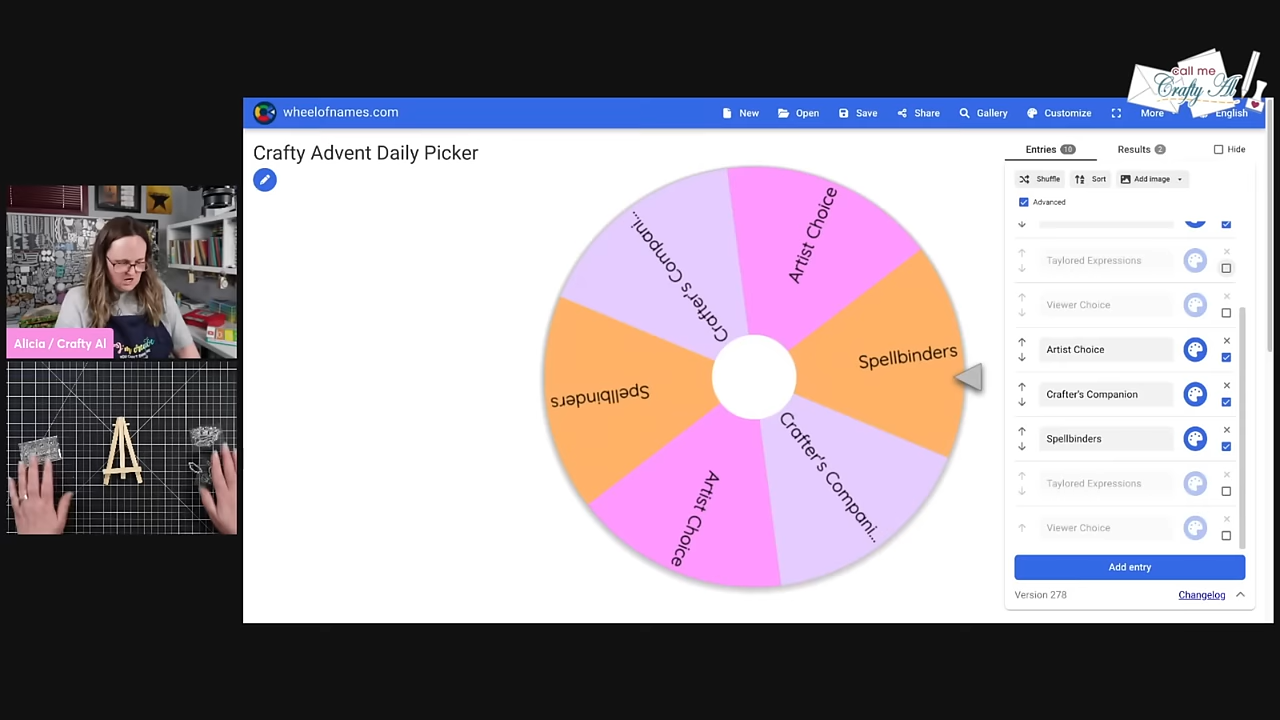 call me
Crafty Al
wheelofnames.com
New
Open
Save
Share
Gallery
Customize
More
English
Crafty Advent Daily Picker
Entries 10
Results 2
Hide
Shuffle
Sort
Add image
Advanced
Taylored Expressions
Viewer Choice
Artist Choice
Crafter's Companion
Spellbinders
Taylored Expressions
Viewer Choice
Add entry
Version 278
Changelog
Artist Choice
Spellbinders
Crafter's Compani...
Artist Choice
Spellbinders
Crafter's Compani...
Alicia / Crafty Al